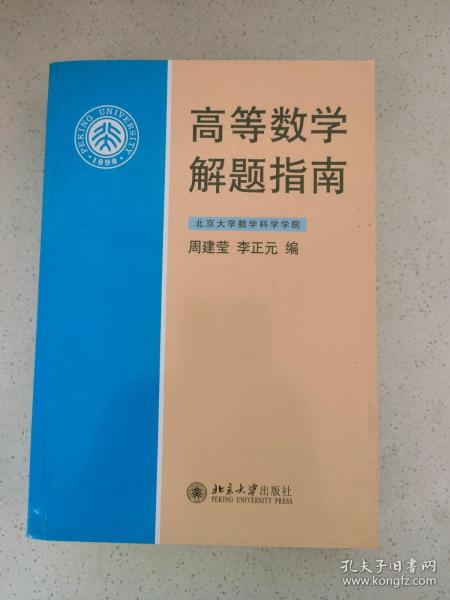 PEKING UNIVERSITY
·1898·
高等数学
解题指南
北京大学数学科学学院
周建莹 李正元 编
北京大学出版社
PEKING UNIVERSITY PRESS
孔夫子旧书网
www.kongfz.com